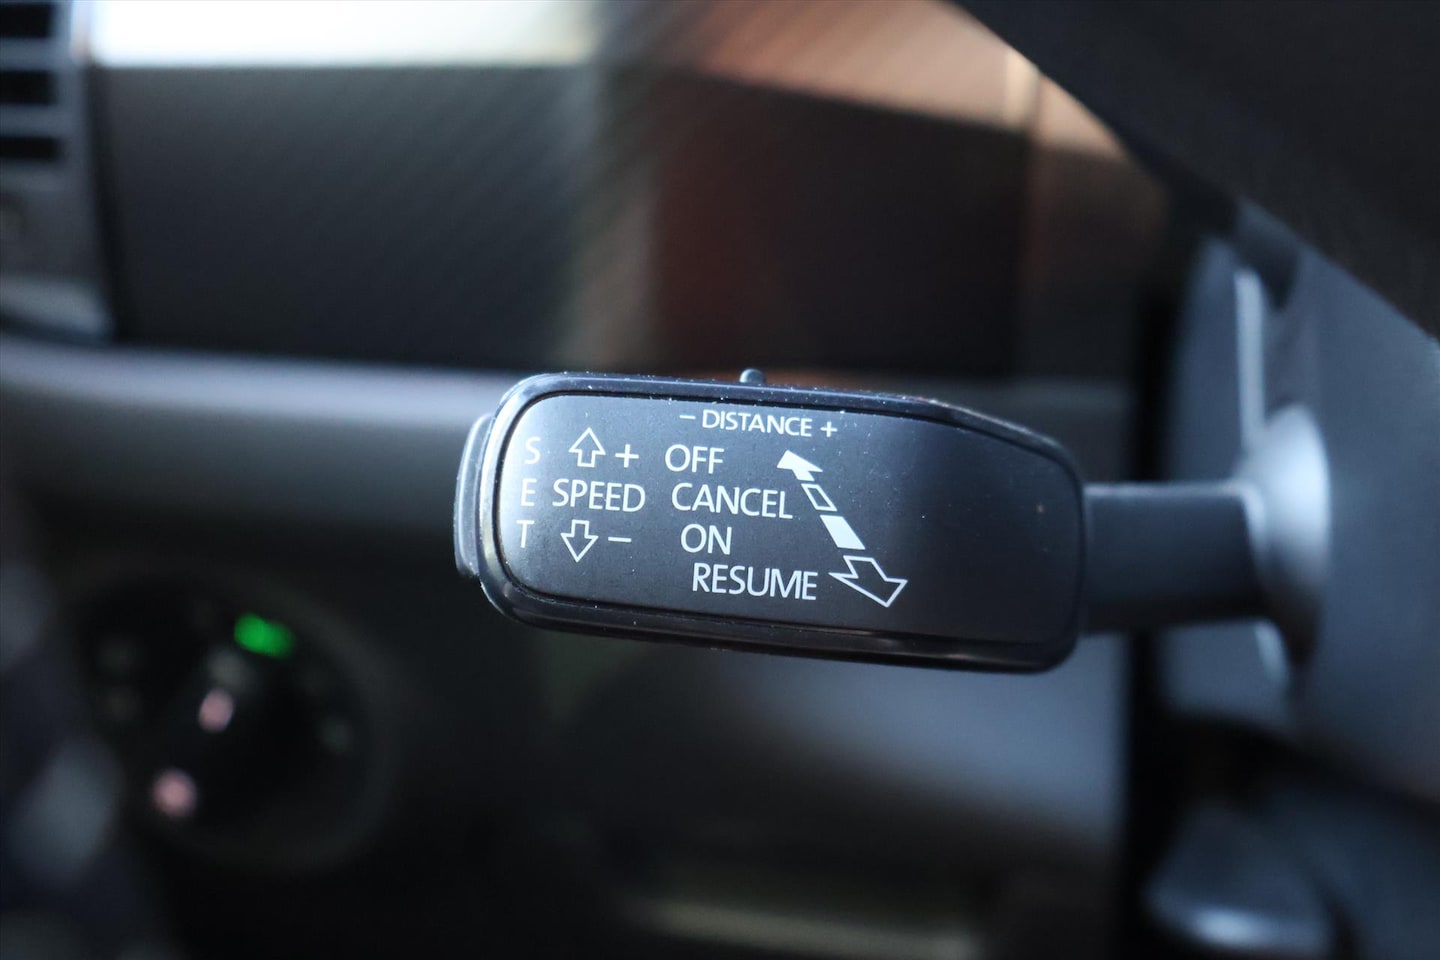 - DISTANCE +
S + OFF
E SPEED CANCEL
T - ON
RESUME